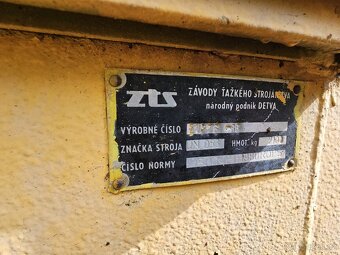 zts
ZÁVODY ŤAŽKÉHO STROJÁRSTVA
národný podnik DETVA
VÝROBNÉ ČÍSLO
ZNAČKA STROJA HMOT. kg
ČÍSLO NORMY